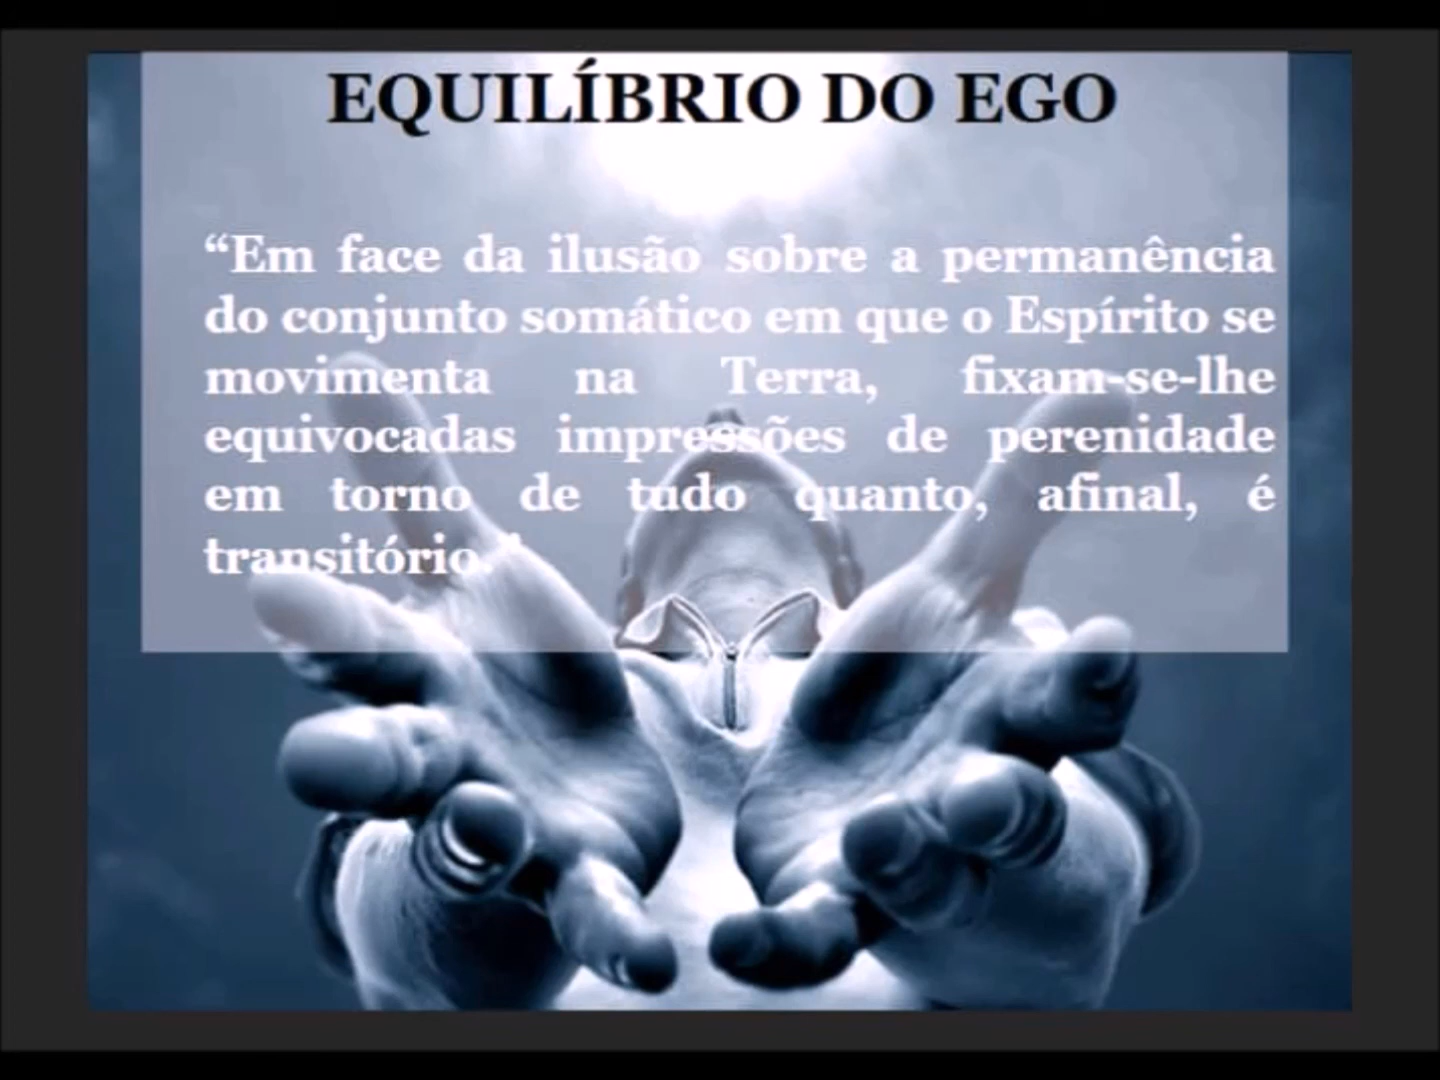 EQUILÍBRIO DO EGO
“Em face da ilusão sobre a permanência
do conjunto somático em que o Espírito se
movimenta na Terra, fixam-se-lhe
equivocadas impressões de perenidade
em torno de tudo quanto, afinal, é
transitório.”